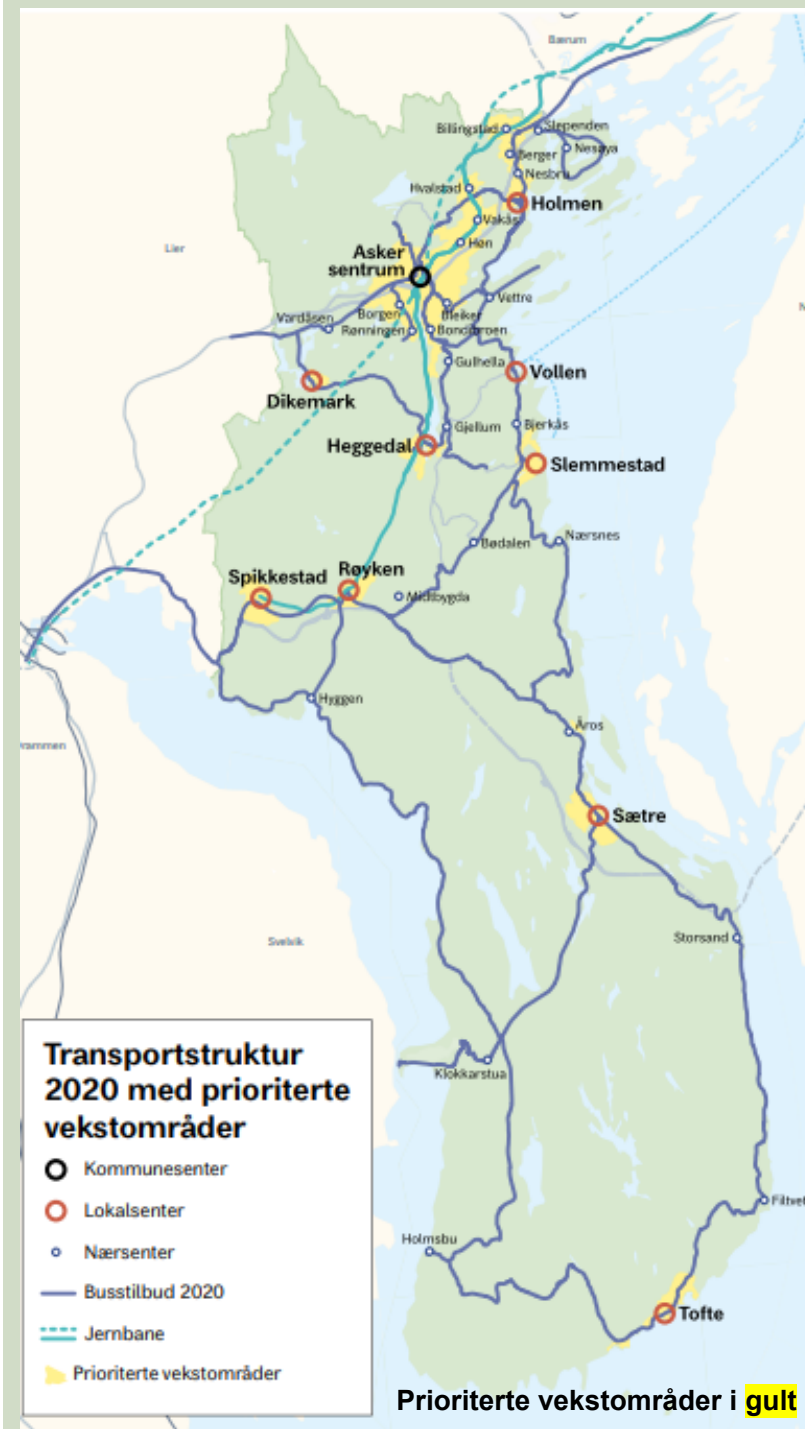 Bærum
Billingstad
Slependen
Nesøya
Berger
Nesbru
Hvalstad
Holmen
Vakås
Lier
Høn
Asker
sentrum
Vettre
Borgen
Bleiker
Vardåsen
Rønningen
Bondibroen
Gulhella
Vollen
Dikemark
Bjerkås
Gjellum
Heggedal
Slemmestad
Nærsnes
Bødalen
Røyken
Spikkestad
Midtbygda
Hyggen
Åros
rammen
Sætre
Storsand
Svelvik
Transportstruktur
2020 med prioriterte
vekstområder
Kommunesenter
Lokalsenter
Nærsenter
Busstilbud 2020
Jernbane
Prioriterte vekstområder
Klokkarstua
Filtvet
Holmsbu
Tofte
Prioriterte vekstområder i gult